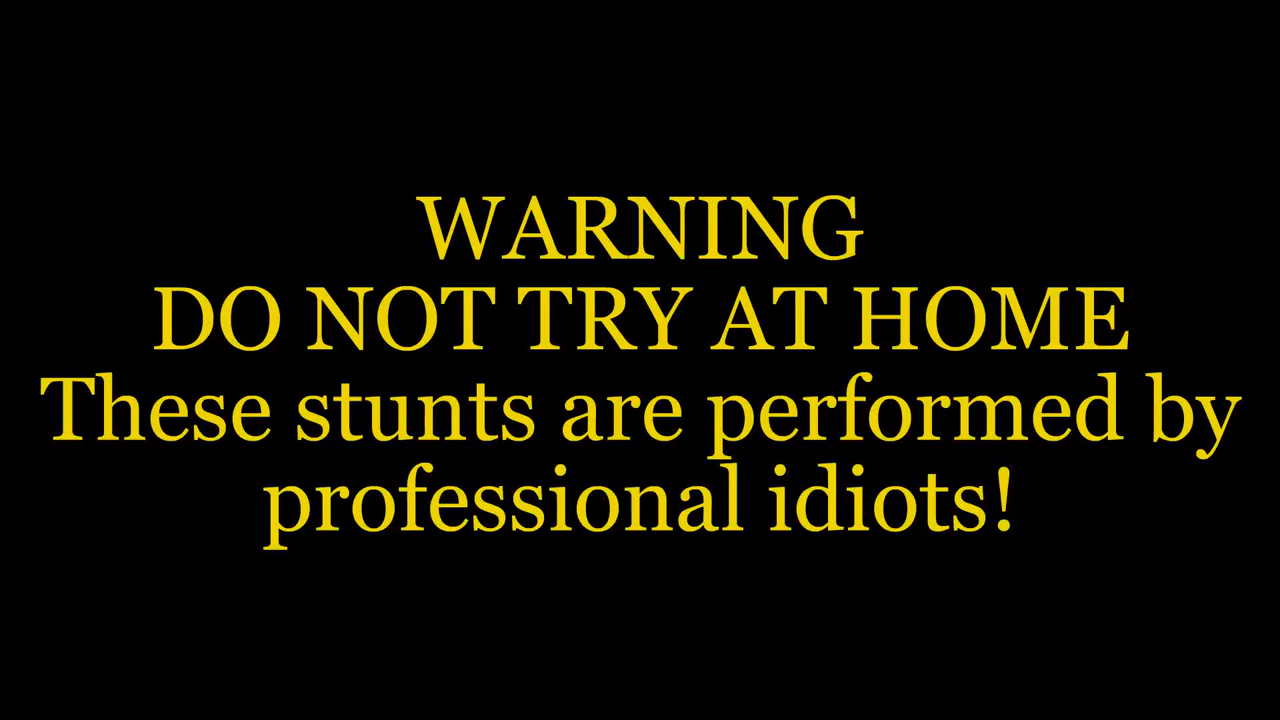 WARNING
DO NOT TRY AT HOME
These stunts are performed by
professional idiots!